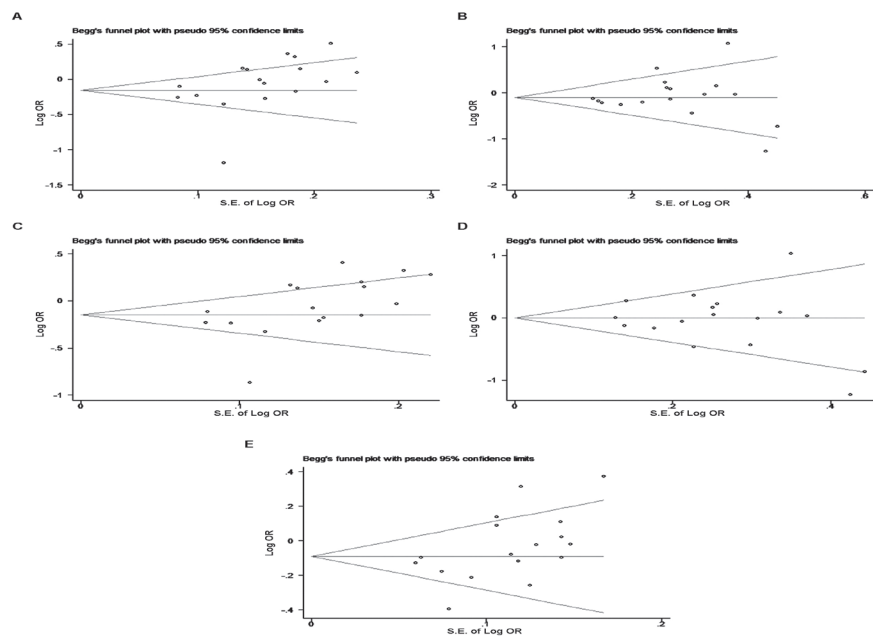 A
Begg's funnel plot with pseudo 95% confidence limits
Log OR
.5
0
-.5
-1
-1.5
0
.1
.2
.3
S.E. of Log OR
B
Begg's funnel plot with pseudo 95% confidence limits
Log OR
1
0
-1
-2
0
.2
.4
.6
S.E. of Log OR
C
Begg's funnel plot with pseudo 95% confidence limits
Log OR
.5
0
-.5
-1
0
.1
.2
S.E. of Log OR
D
Begg's funnel plot with pseudo 95% confidence limits
Log OR
1
0
-1
0
.2
.4
S.E. of Log OR
E
Begg's funnel plot with pseudo 95% confidence limits
Log OR
.4
.2
0
-.2
-.4
0
.1
.2
S.E. of Log OR